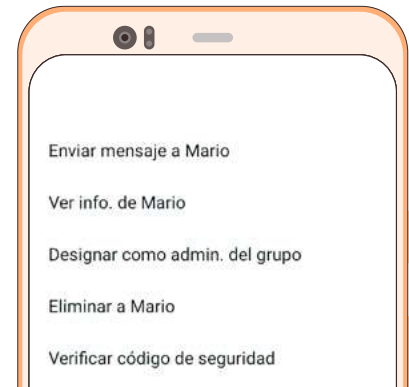 Enviar mensaje a Mario
Ver info. de Mario
Designar como admin. del grupo
Eliminar a Mario
Verificar código de seguridad